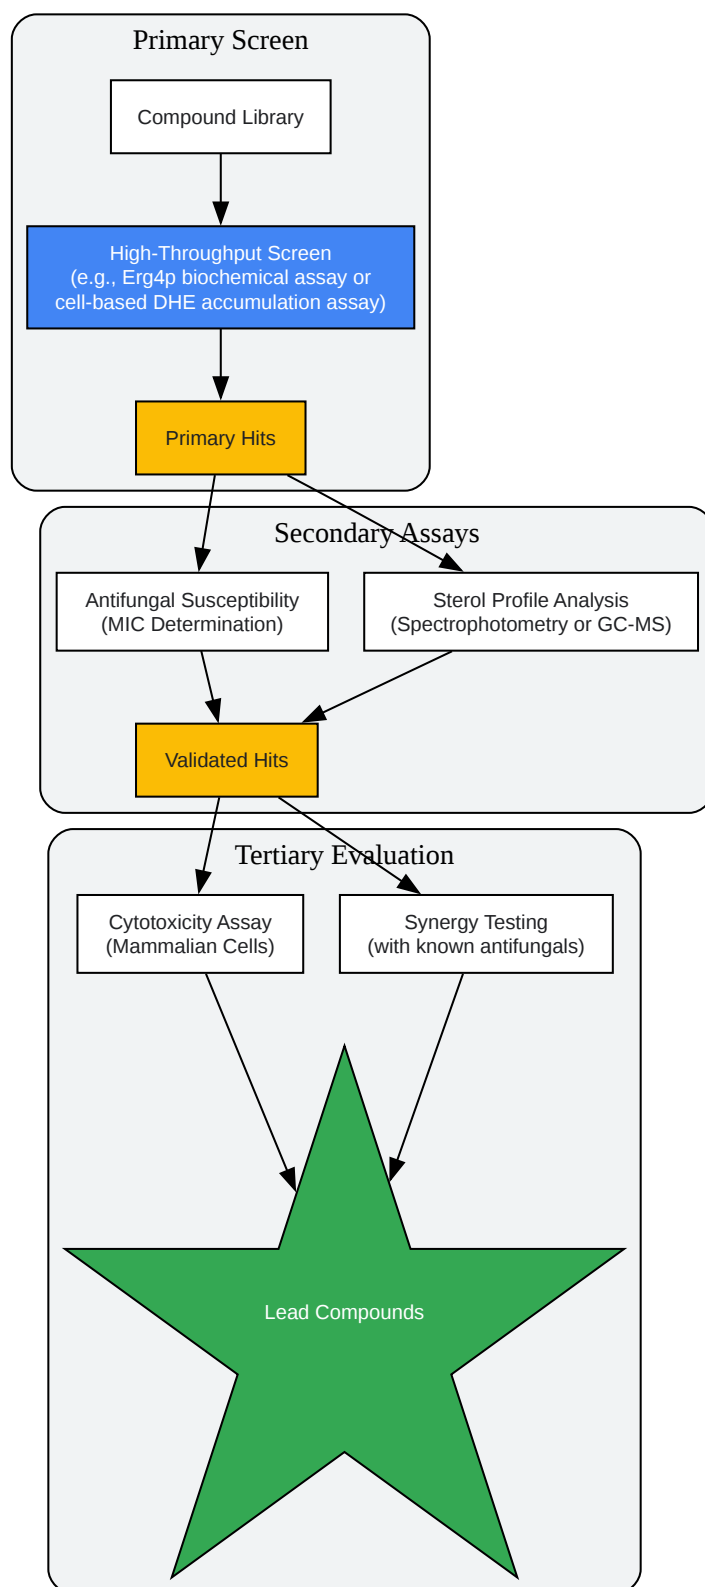 Primary Screen
Compound Library
High-Throughput Screen
(e.g., Erg4p biochemical assay or
cell-based DHE accumulation assay)
Primary Hits
Secondary Assays
Antifungal Susceptibility
(MIC Determination)
Sterol Profile Analysis
(Spectrophotometry or GC-MS)
Validated Hits
Tertiary Evaluation
Cytotoxicity Assay
(Mammalian Cells)
Synergy Testing
(with known antifungals)
Lead Compounds